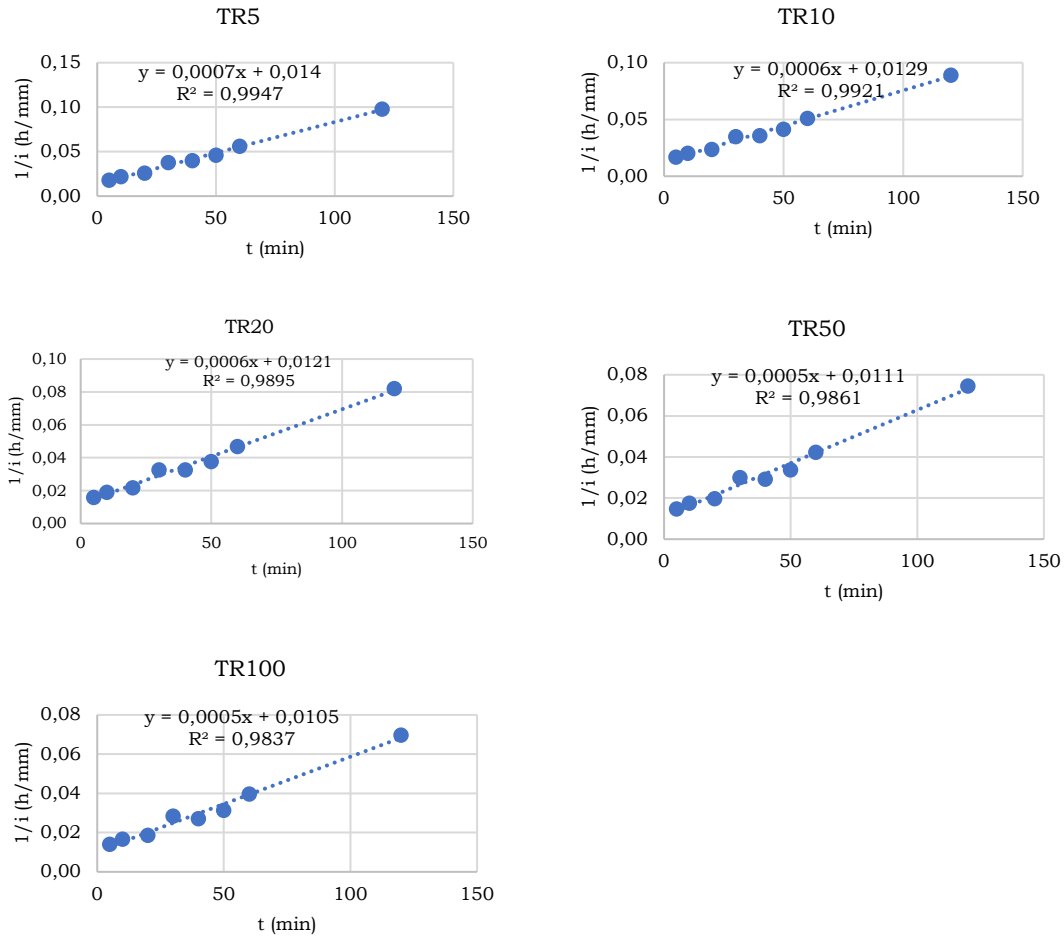 TR5
y = 0,0007x + 0,014
R² = 0,9947
1/i (h/mm)
0,15
0,10
0,05
0,00
0 50 100 150
t (min)
TR10
y = 0,0006x + 0,0129
R² = 0,9921
1/i (h/mm)
0,10
0,05
0,00
0 50 100 150
t (min)
TR20
y = 0,0006x + 0,0121
R² = 0,9895
1/i (h/mm)
0,10
0,08
0,06
0,04
0,02
0,00
0 50 100 150
t (min)
TR50
y = 0,0005x + 0,0111
R² = 0,9861
1/i (h/mm)
0,08
0,06
0,04
0,02
0,00
0 50 100 150
t (min)
TR100
y = 0,0005x + 0,0105
R² = 0,9837
1/i (h/mm)
0,08
0,06
0,04
0,02
0,00
0 50 100 150
t (min)